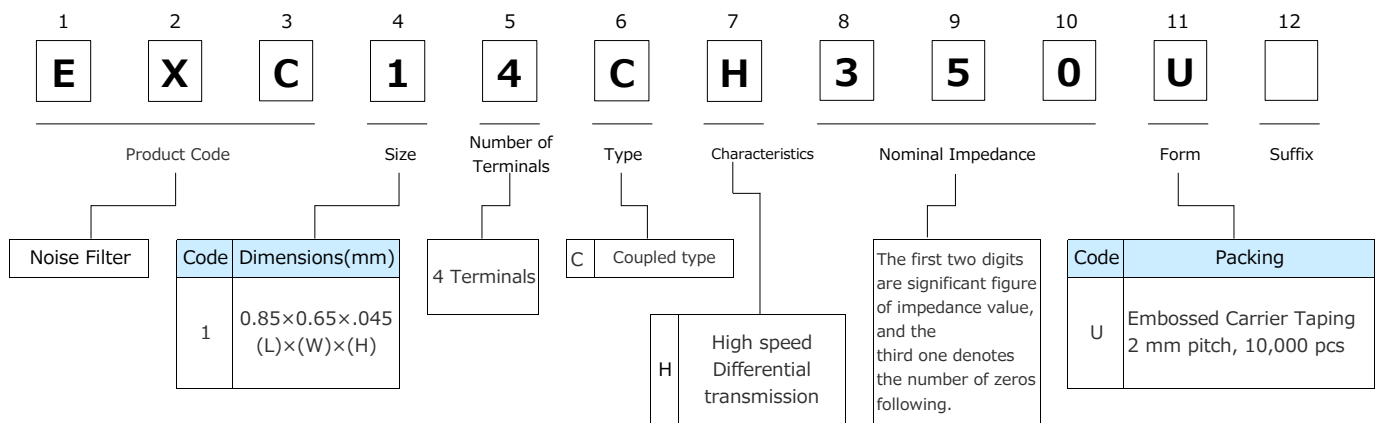 1 2 3 4 5 6 7 8 9 10 11 12
E X C 1 4 C H 3 5 0 U
Product Code
Size
Number of
Terminals
Type
Characteristics
Nominal Impedance
Form
Suffix
Noise Filter
Code Dimensions(mm)
1 0.85×0.65×.045
(L)×(W)×(H)
4 Terminals
C Coupled type
H High speed
Differential
transmission
The first two digits
are significant figure
of impedance value,
and the
third one denotes
the number of zeros
following.
Code Packing
U Embossed Carrier Taping
2 mm pitch, 10,000 pcs